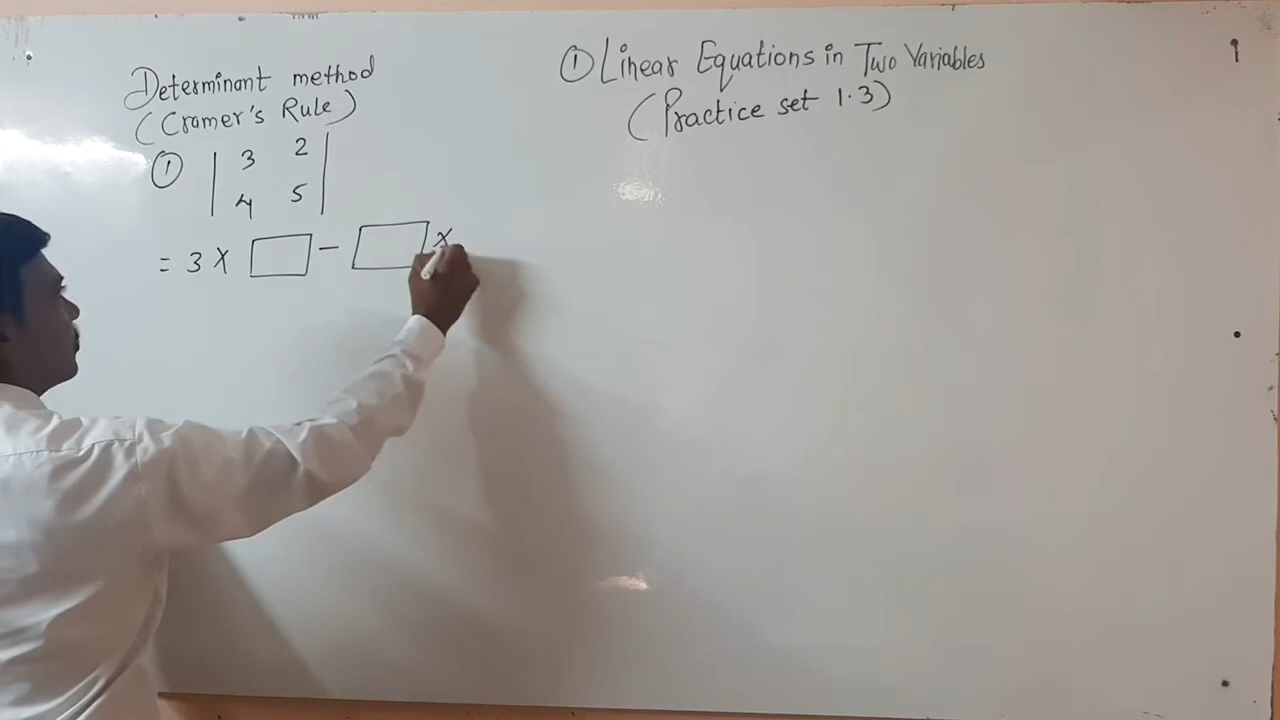 Determinant method
(Cramer's Rule)
① | 3 2 |
| 4 5 |
= 3 x □ - □ x
① Linear Equations in Two Variables
(Practice set 1.3)